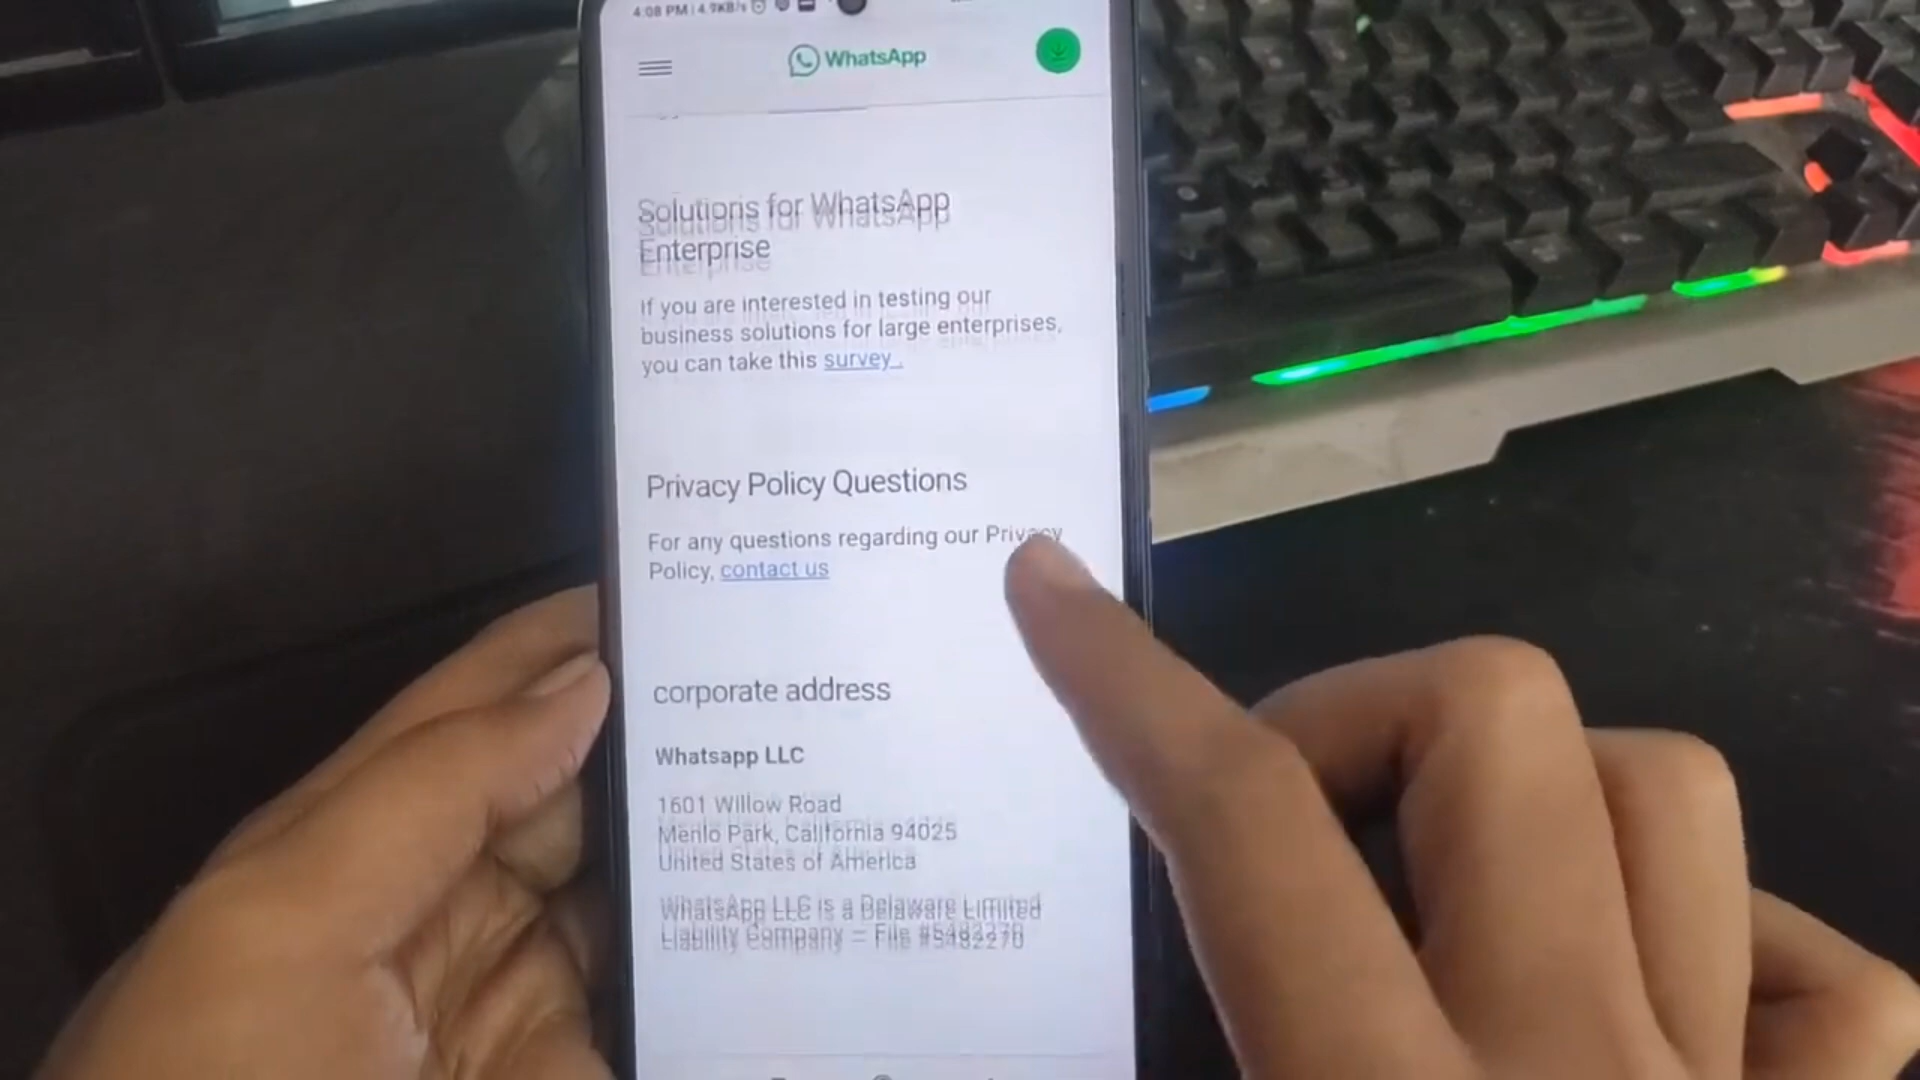 4:08 PM | 4.9KB/s
WhatsApp
Solutions for WhatsApp
Enterprise
If you are interested in testing our
business solutions for large enterprises,
you can take this survey .
Privacy Policy Questions
For any questions regarding our Privacy
Policy, contact us
corporate address
Whatsapp LLC
1601 Willow Road
Menlo Park, California 94025
United States of America
WhatsApp LLC is a Delaware Limited
Liability Company – File #5482270